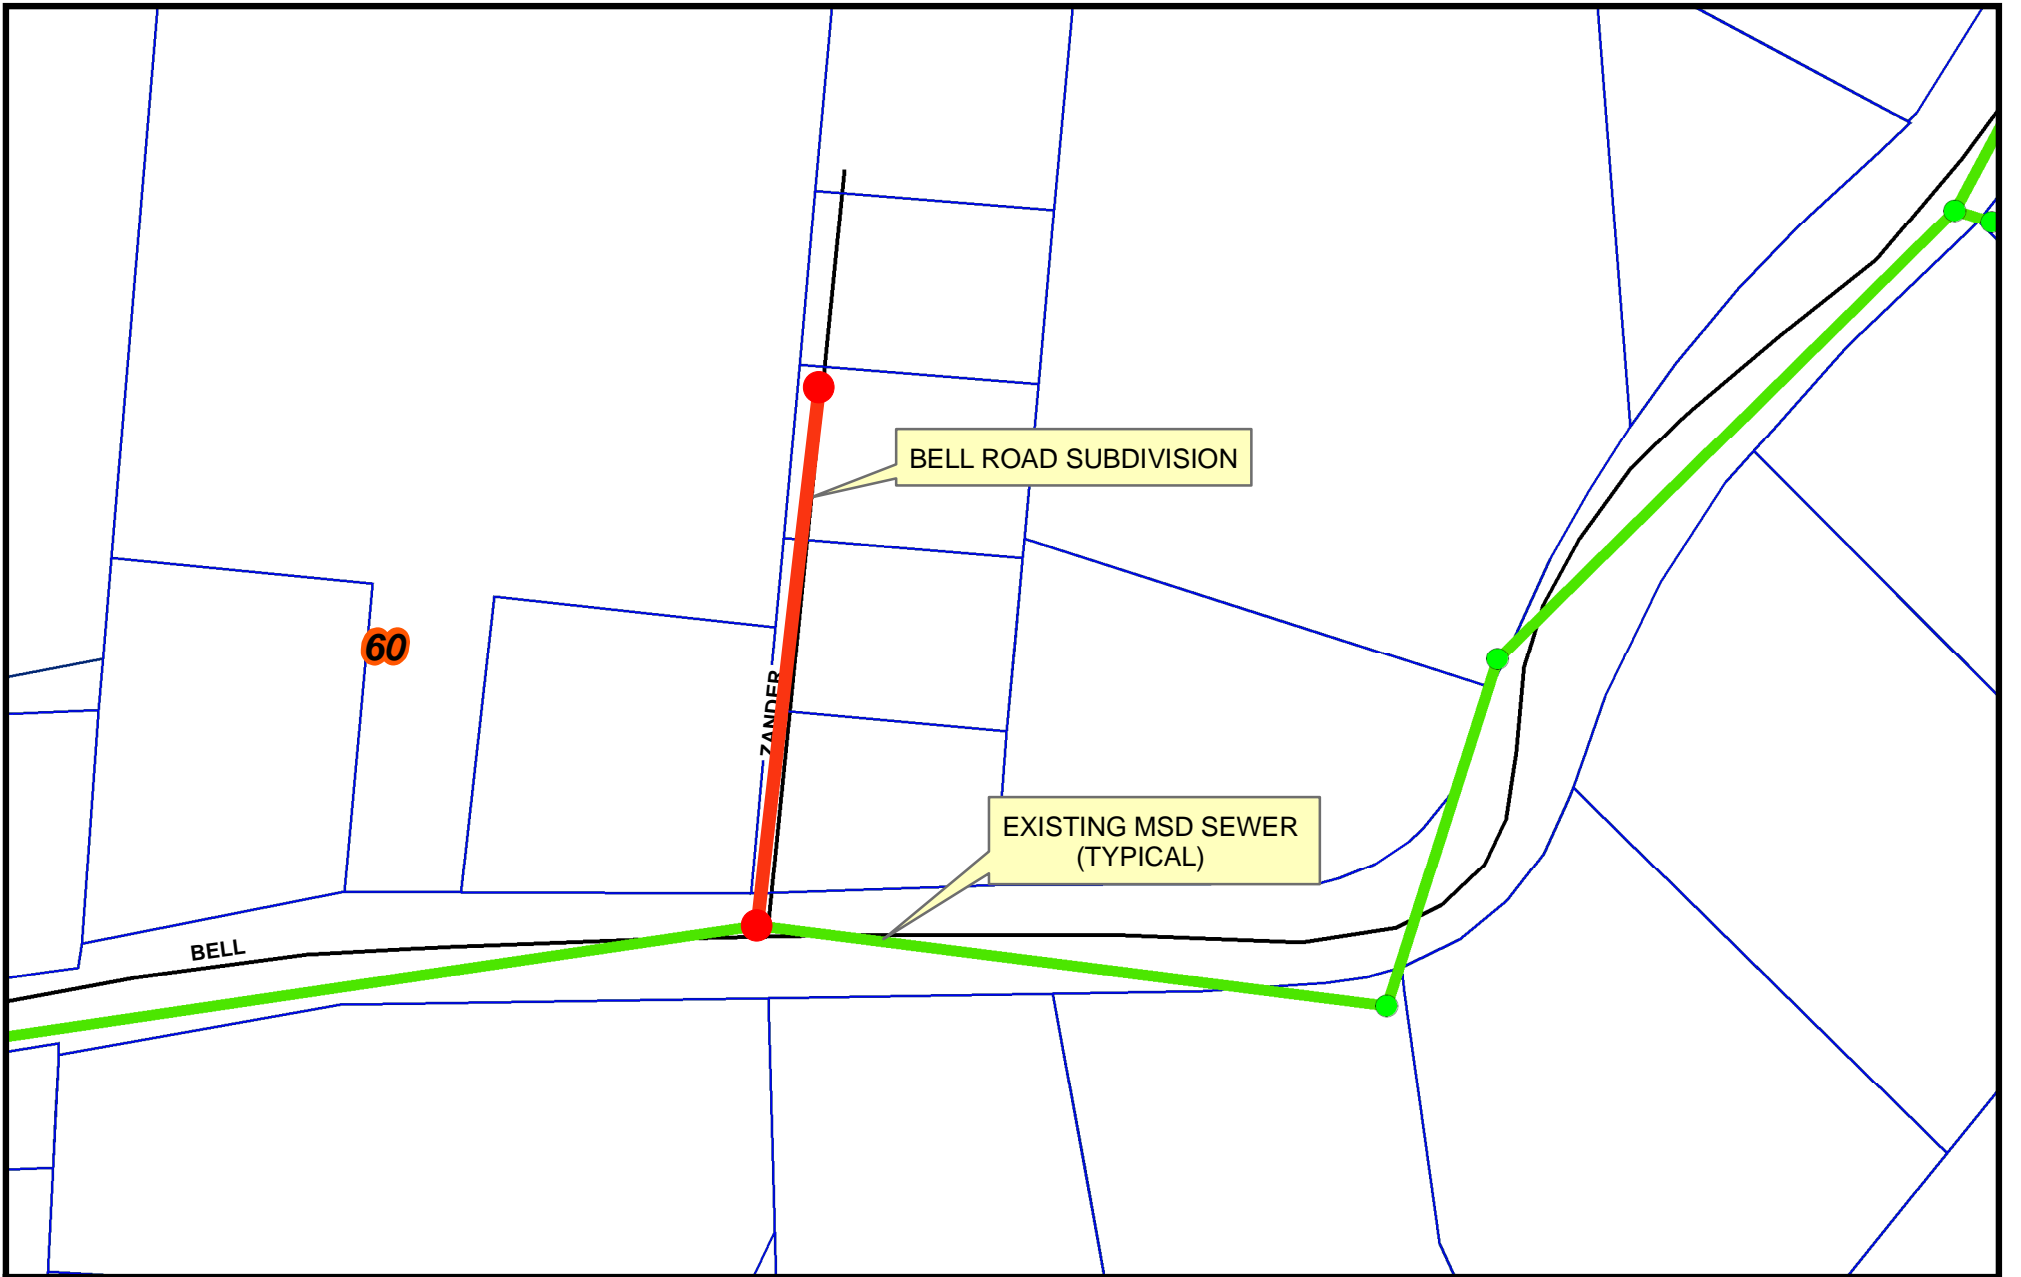 BELL ROAD SUBDIVISION
60
ZANDER
EXISTING MSD SEWER
(TYPICAL)
BELL